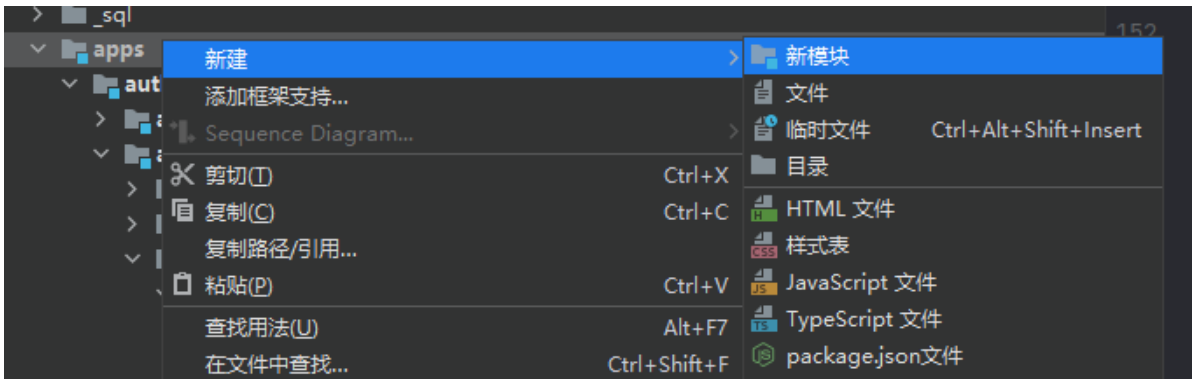 _sql
152
apps
aut
新建
添加框架支持...
Sequence Diagram...
剪切(T) Ctrl+X
复制(C) Ctrl+C
复制路径/引用...
粘贴(P) Ctrl+V
查找用法(U) Alt+F7
在文件中查找... Ctrl+Shift+F
新模块
文件
临时文件 Ctrl+Alt+Shift+Insert
目录
H HTML 文件
CSS 样式表
JS JavaScript 文件
TS TypeScript 文件
JS package.json文件